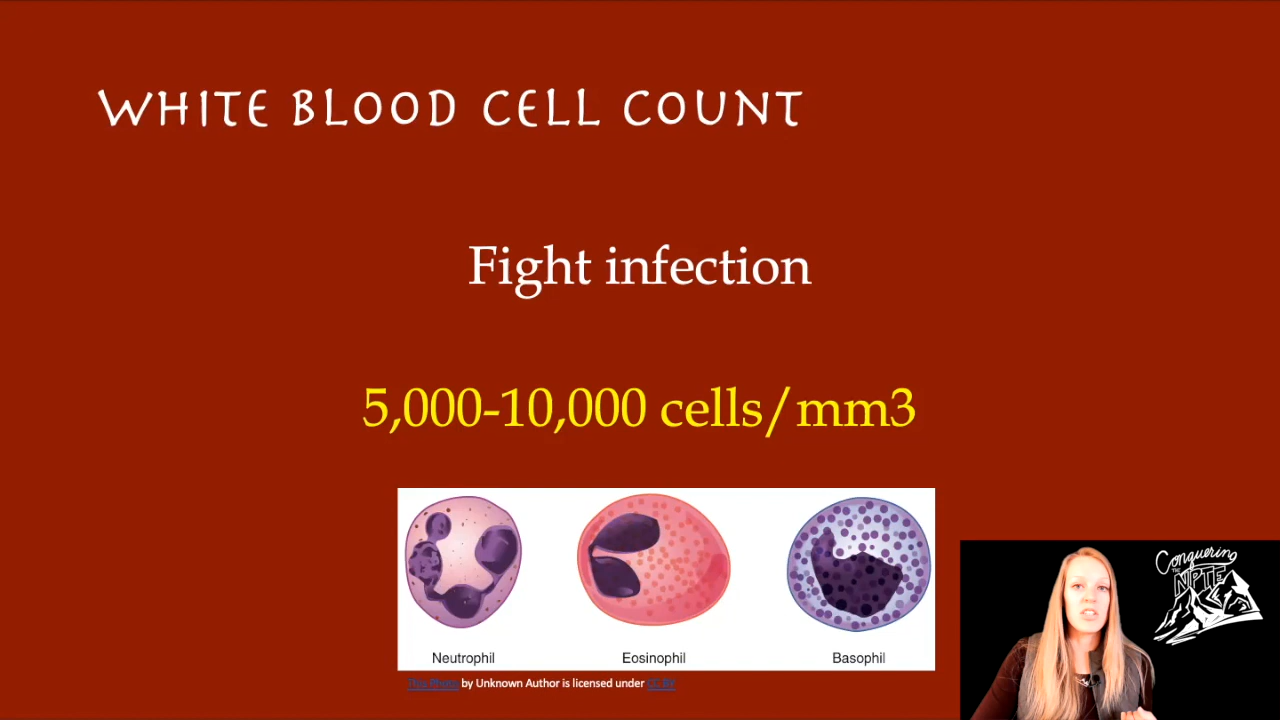 WHITE BLOOD CELL COUNT
Fight infection
5,000-10,000 cells/mm3
Neutrophil Eosinophil Basophil
This Photo by Unknown Author is licensed under CC BY
Conquering
THE
NPTE